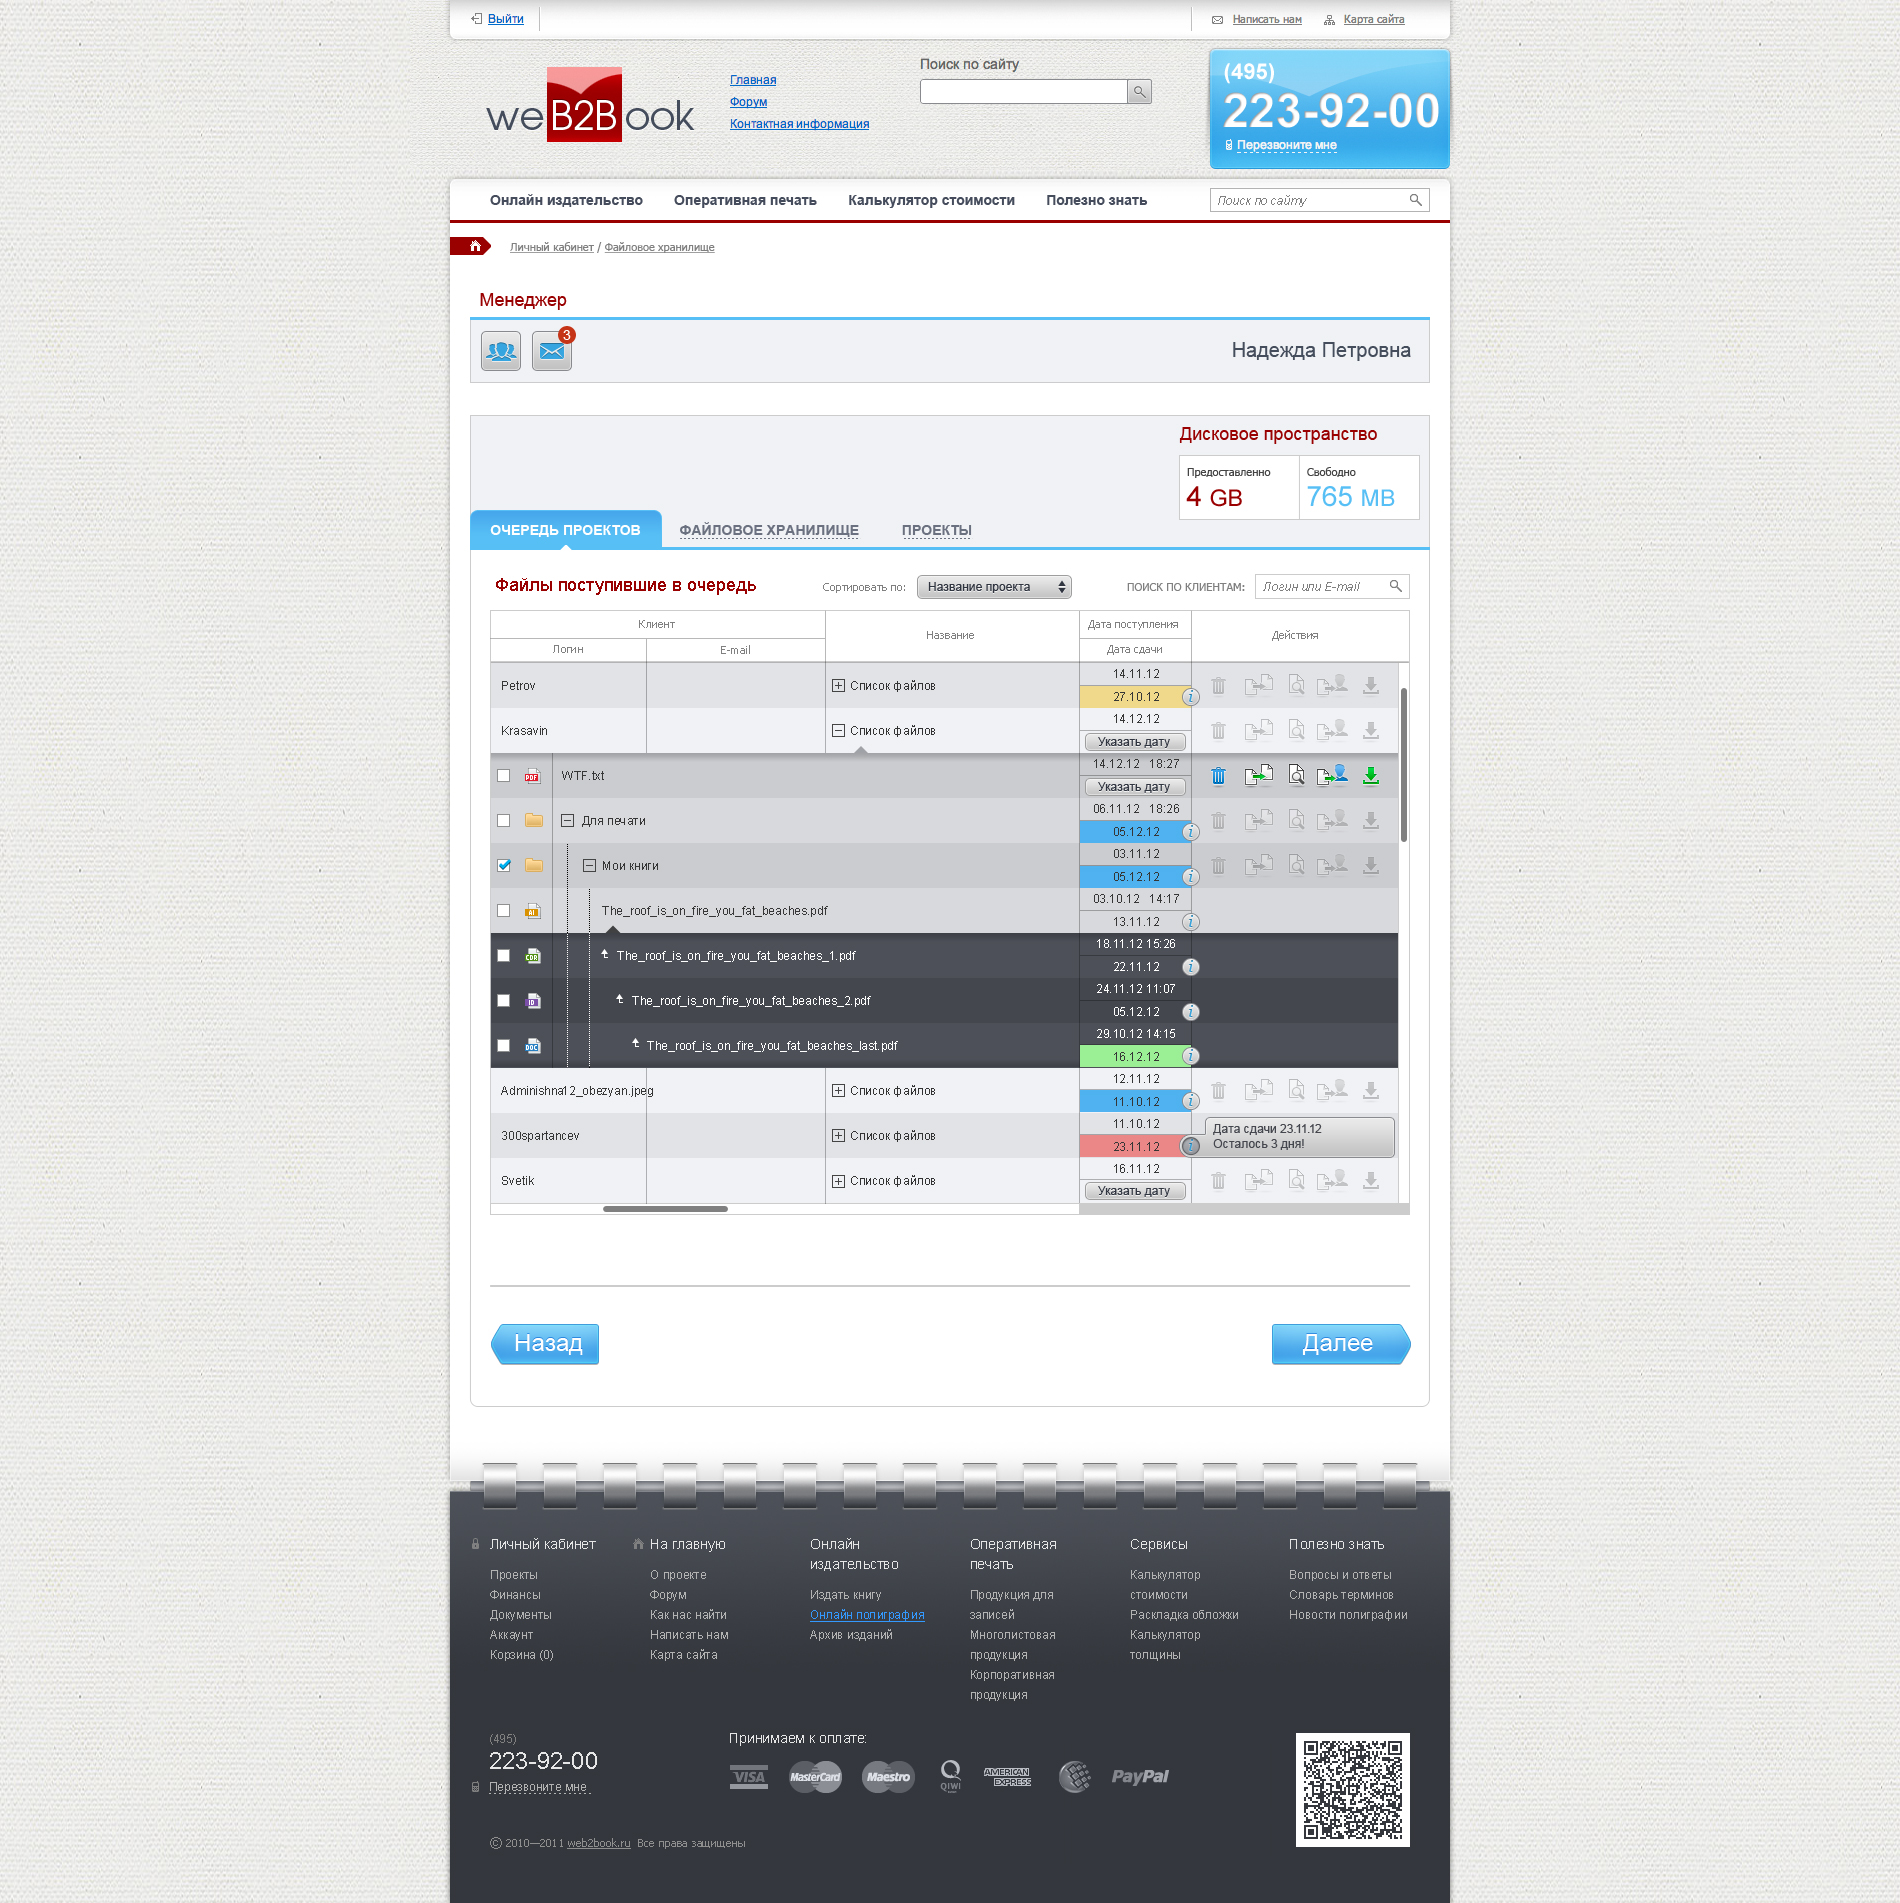 Выйти
Написать нам
Карта сайта
weB2Book
Главная
Форум
Контактная информация
Поиск по сайту
(495)
223-92-00
Перезвоните мне
Онлайн издательство
Оперативная печать
Калькулятор стоимости
Полезно знать
Поиск по сайту
Личный кабинет / Файловое хранилище
Менеджер
3
Надежда Петровна
Дисковое пространство
Предоставленно
Свободно
4 GB
765 MB
ОЧЕРЕДЬ ПРОЕКТОВ
ФАЙЛОВОЕ ХРАНИЛИЩЕ
ПРОЕКТЫ
Файлы поступившие в очередь
Сортировать по:
Название проекта
ПОИСК ПО КЛИЕНТАМ:
Логин или E-mail
Клиент
Название
Дата поступления
Действия
Логин
E-mail
Дата сдачи
Petrov
Список файлов
14.11.12
27.10.12
Krasavin
Список файлов
14.12.12
Указать дату
PDF
WTF.txt
14.12.12 18:27
Указать дату
Для печати
06.11.12 18:26
05.12.12
Мои книги
03.11.12
05.12.12
AI
The_roof_is_on_fire_you_fat_beaches.pdf
03.10.12 14:17
13.11.12
CDR
The_roof_is_on_fire_you_fat_beaches_1.pdf
18.11.12 15:26
22.11.12
ID
The_roof_is_on_fire_you_fat_beaches_2.pdf
24.11.12 11:07
05.12.12
DOC
The_roof_is_on_fire_you_fat_beaches_last.pdf
29.10.12 14:15
16.12.12
Adminishna12_obezyan.jpeg
Список файлов
12.11.12
11.10.12
300spartancev
Список файлов
11.10.12
23.11.12
Дата сдачи 23.11.12
Осталось 3 дня!
Svetik
Список файлов
16.11.12
Указать дату
Назад
Далее
Личный кабинет
Проекты
Финансы
Документы
Аккаунт
Корзина (0)
На главную
О проекте
Форум
Как нас найти
Написать нам
Карта сайта
Онлайн
издательство
Издать книгу
Онлайн полиграфия
Архив изданий
Оперативная
печать
Продукция для
записей
Многолистовая
продукция
Корпоративная
продукция
Сервисы
Калькулятор
стоимости
Раскладка обложки
Калькулятор
толщины
Полезно знать
Вопросы и ответы
Словарь терминов
Новости полиграфии
(495)
223-92-00
Перезвоните мне
Принимаем к оплате:
VISA
MasterCard
Maestro
QIWI
AMERICAN
EXPRESS
PayPal
© 2010—2011 web2book.ru Все права защищены